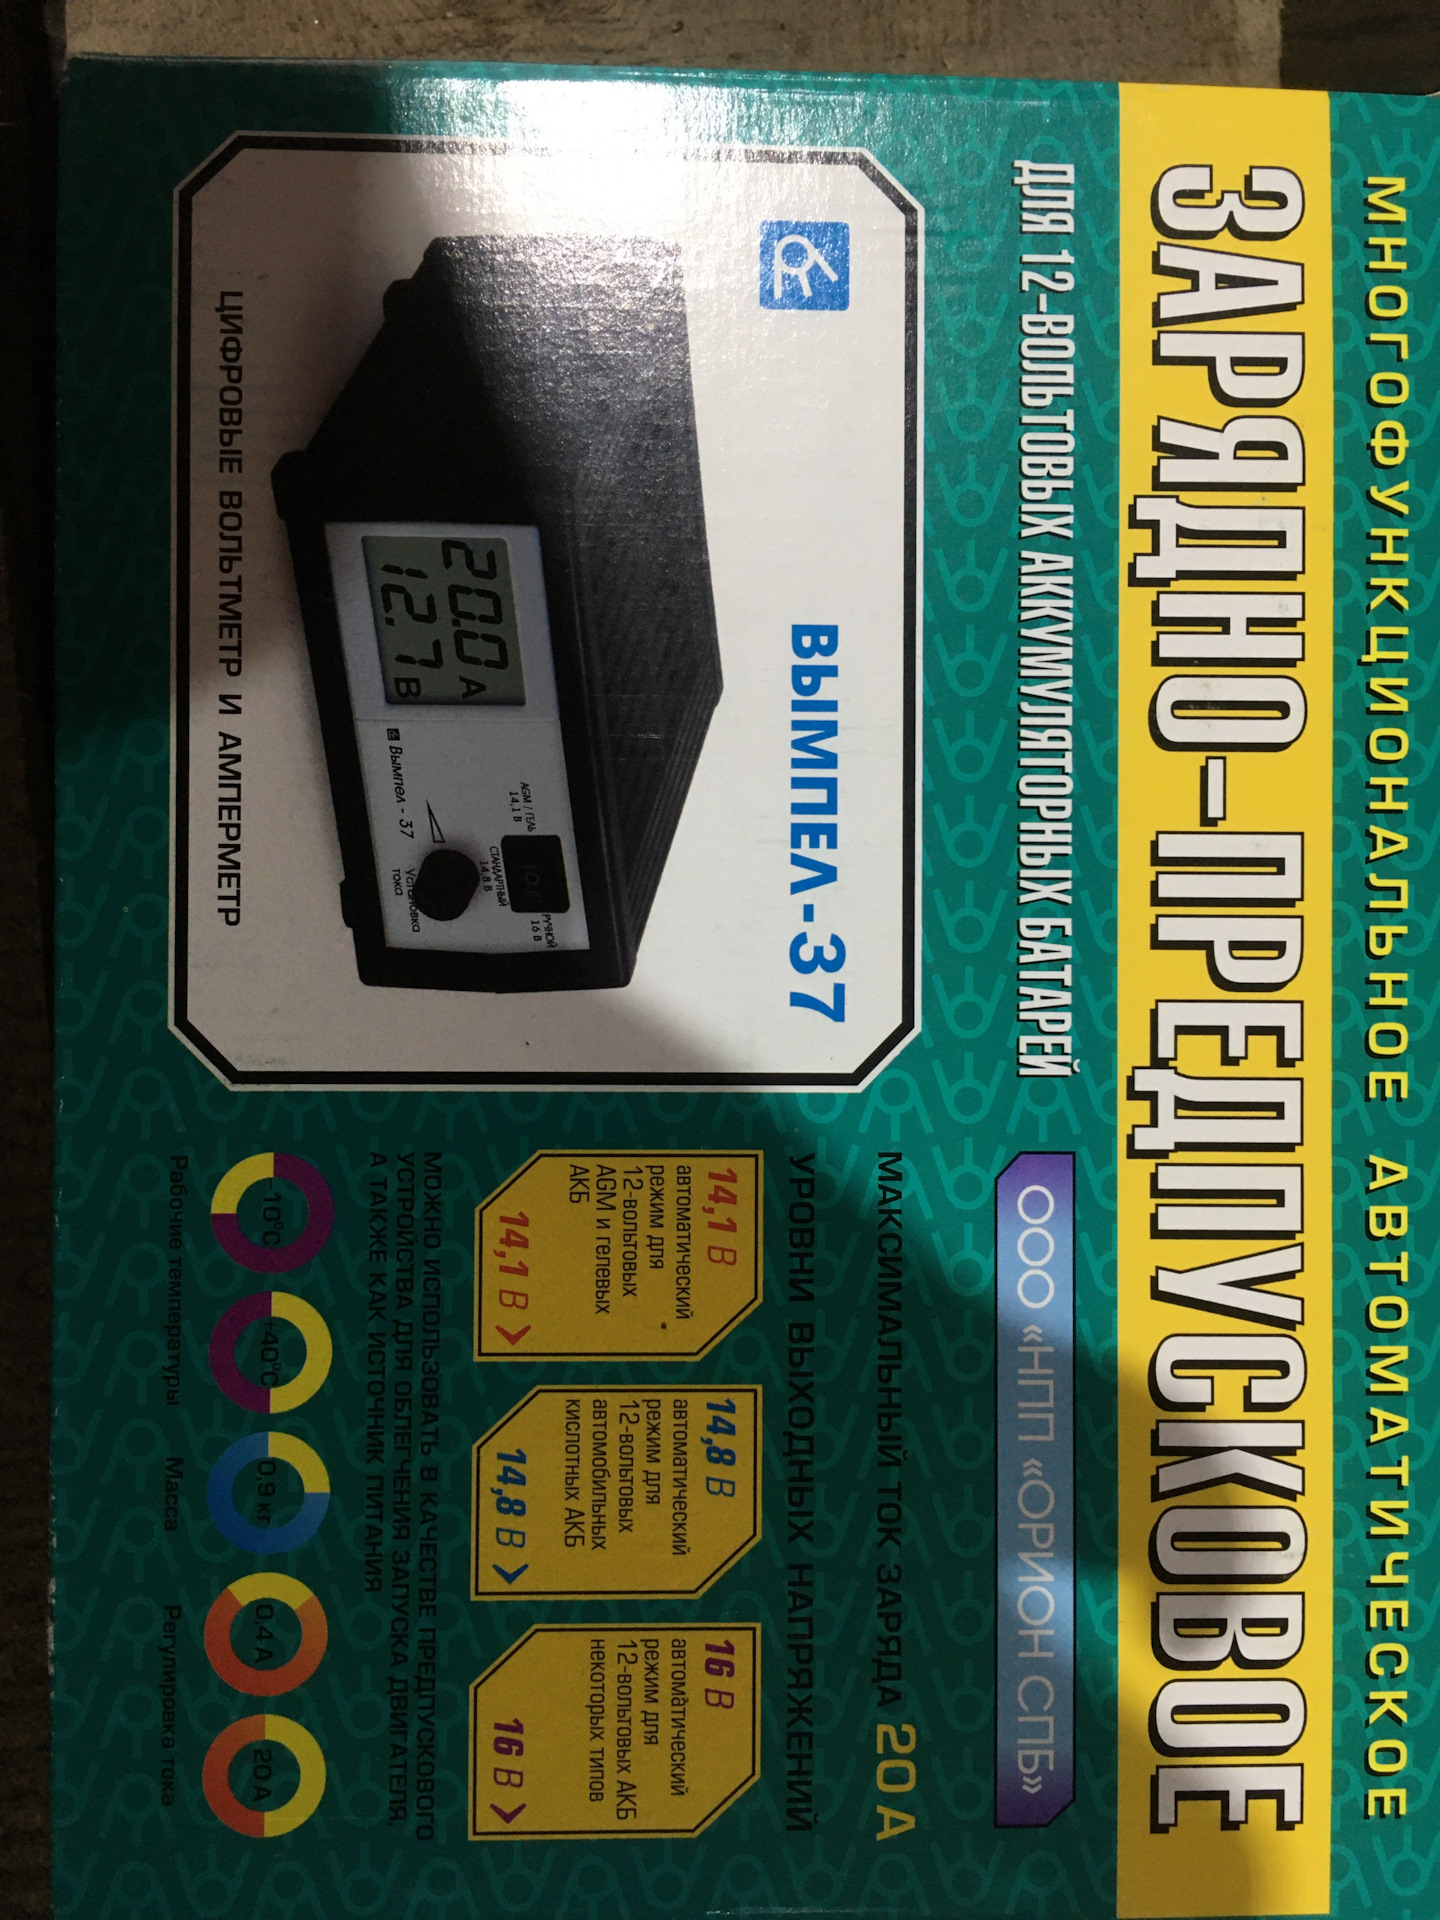 МНОГОФУНКЦИОНАЛЬНОЕ АВТОМАТИЧЕСКОЕ
ЗАРЯДНО-ПРЕДПУСКОВОЕ
ДЛЯ 12-ВОЛЬТОВЫХ АККУМУЛЯТОРНЫХ БАТАРЕЙ
ООО «НПП «ОРИОН СПБ»
ВЫМПЕЛ-37
20.0 А
12.7 В
Вымпел - 37
AGM / ГЕЛЬ
14,1 В
СТАНДАРТНЫЙ
14,8 В
РУЧНОЙ
16 В
Установка
тока
ЦИФРОВЫЕ ВОЛЬТМЕТР И АМПЕРМЕТР
МАКСИМАЛЬНЫЙ ТОК ЗАРЯДА 20 А
УРОВНИ ВЫХОДНЫХ НАПРЯЖЕНИЙ
14,1 В
автоматический
режим для
12-вольтовых
AGM и гелевых
АКБ
14,1 В
14,8 В
автоматический
режим для
12-вольтовых
автомобильных
кислотных АКБ
14,8 В
16 В
автоматический
режим для
12-вольтовых АКБ
некоторых типов
16 В
МОЖНО ИСПОЛЬЗОВАТЬ В КАЧЕСТВЕ ПРЕДПУСКОВОГО
УСТРОЙСТВА ДЛЯ ОБЛЕГЧЕНИЯ ЗАПУСКА ДВИГАТЕЛЯ,
А ТАКЖЕ КАК ИСТОЧНИК ПИТАНИЯ
-10°С
+40°С
0,9 кг
0,4 А
20 А
Рабочие температуры
Масса
Регулировка тока